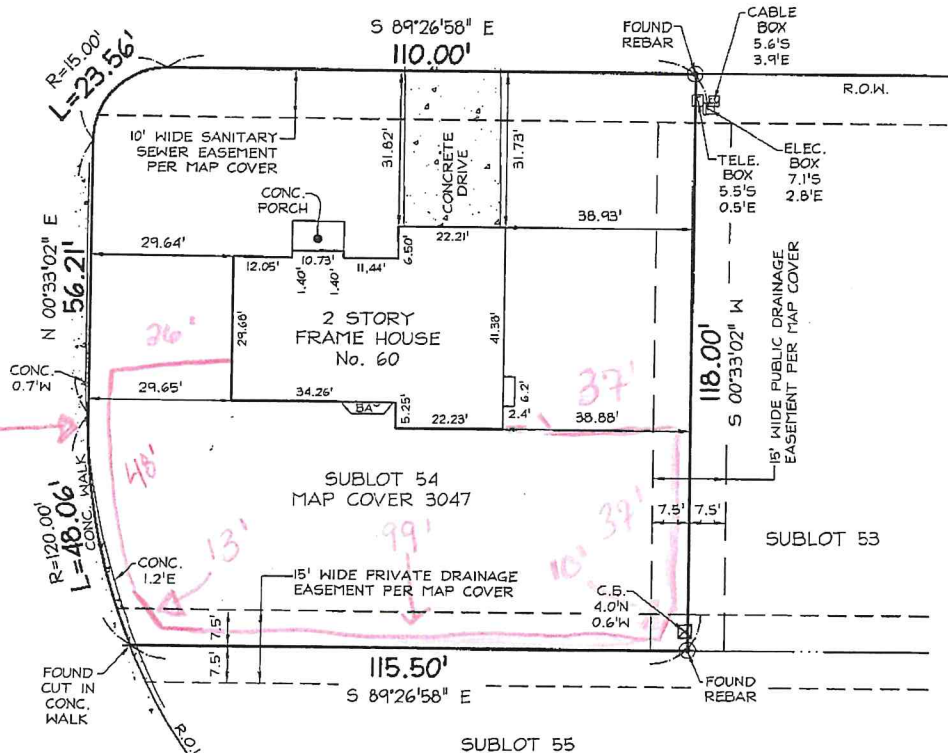 S 89°26'58" E
110.00'
FOUND
REBAR
CABLE
BOX
5.6'S
3.9'E
R=15.00'
L=23.56'
R.O.W.
10' WIDE SANITARY
SEWER EASEMENT
PER MAP COVER
31.82'
CONCRETE
DRIVE
31.73'
TELE.
BOX
5.5'S
0.5'E
ELEC.
BOX
7.1'S
2.8'E
CONC.
PORCH
38.93'
N 00°33'02" E
56.21'
29.64'
12.05'
10.73'
1.40'
1.40'
11.44'
6.50'
22.21'
2 STORY
FRAME HOUSE
No. 60
29.68'
41.38'
118.00'
S 00°33'02" W
15' WIDE PUBLIC DRAINAGE
EASEMENT PER MAP COVER
26'
CONC.
0.7'W
29.65'
34.26'
BAY
5.25'
22.23'
6.2'
2.4'
37'
38.88'
48'
SUBLOT 54
MAP COVER 3047
R=120.00'
L=48.06'
CONC. WALK
37'
7.5'
7.5'
SUBLOT 53
13'
99'
10'
CONC.
1.2'E
15' WIDE PRIVATE DRAINAGE
EASEMENT PER MAP COVER
C.B.
4.0'N
0.6'W
7.5'
7.5'
115.50'
S 89°26'58" E
FOUND
CUT IN
CONC.
WALK
FOUND
REBAR
R.O.W.
SUBLOT 55